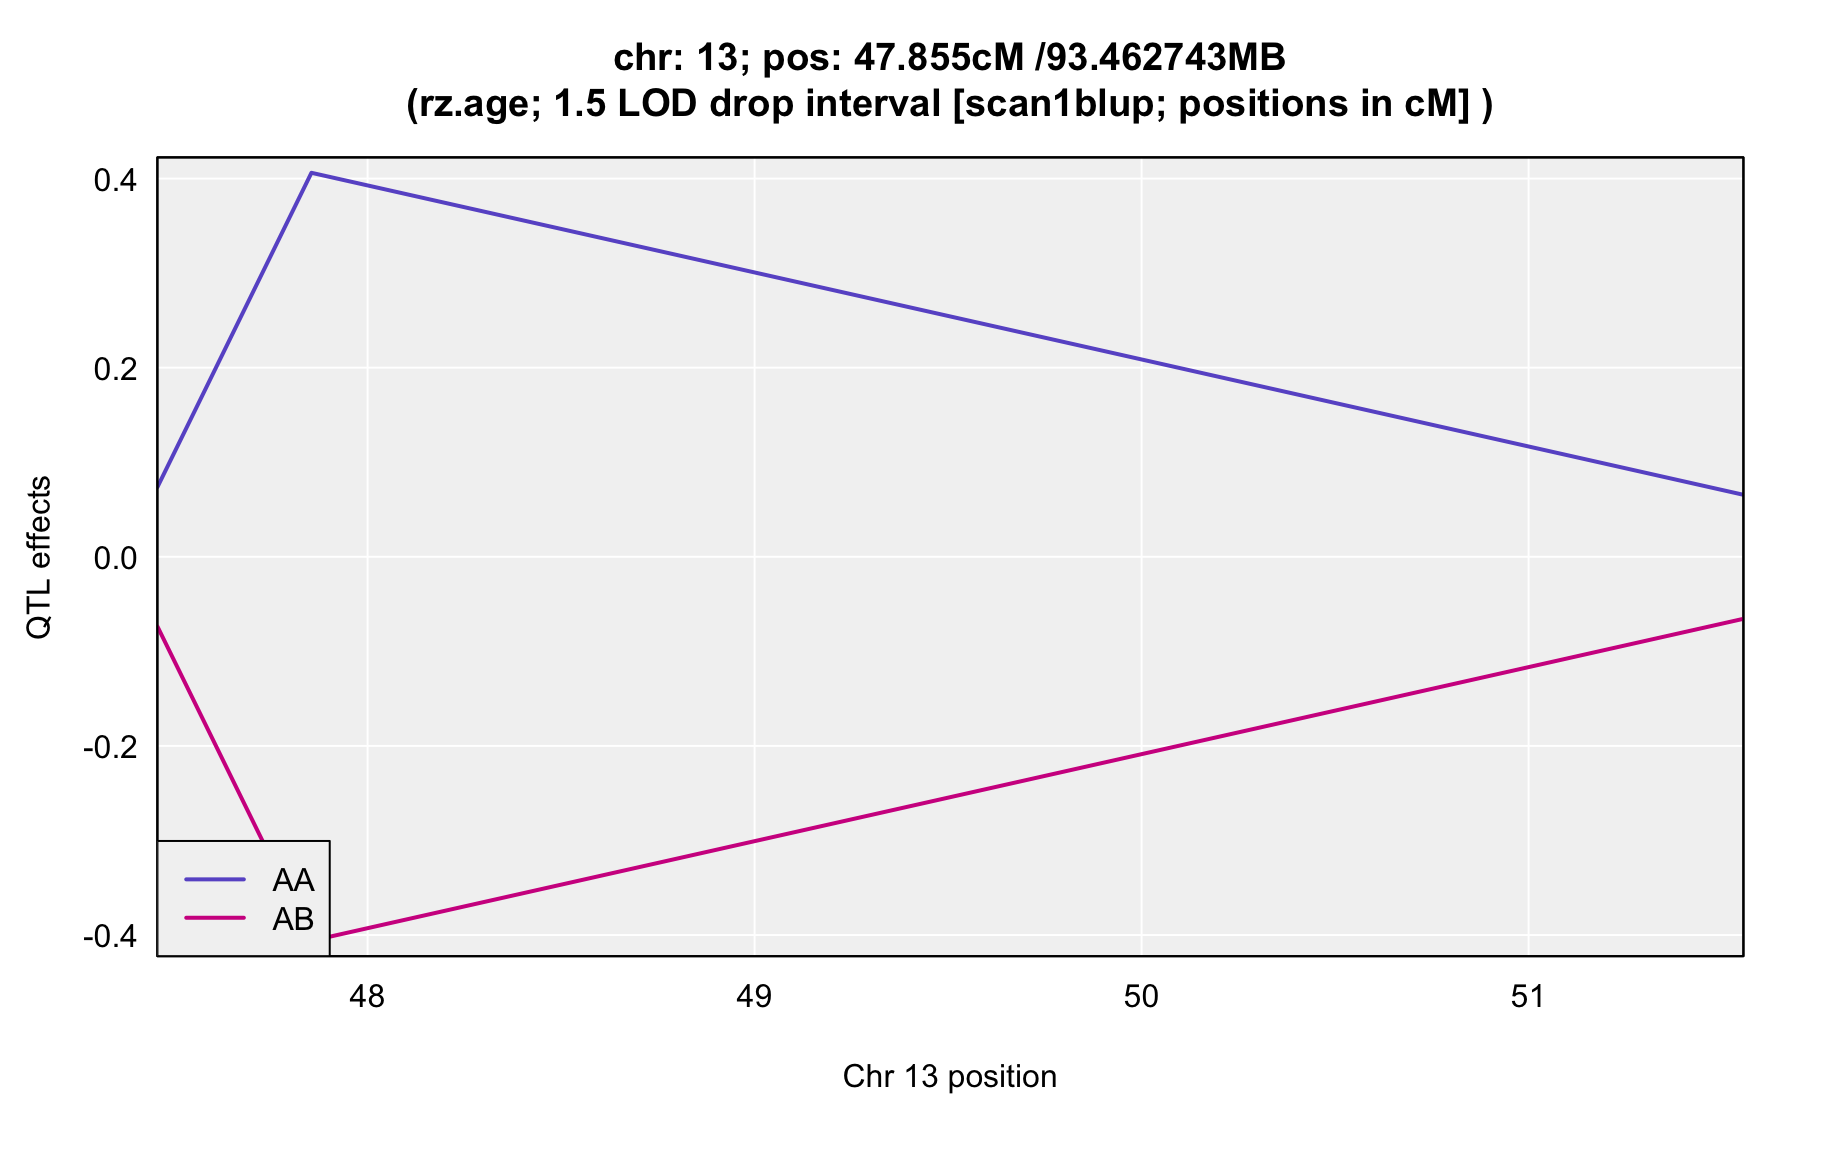 chr: 13; pos: 47.855cM /93.462743MB
(rz.age; 1.5 LOD drop interval [scan1blup; positions in cM] )
QTL effects
0.4
0.2
0.0
-0.2
-0.4
AA
AB
48 49 50 51
Chr 13 position